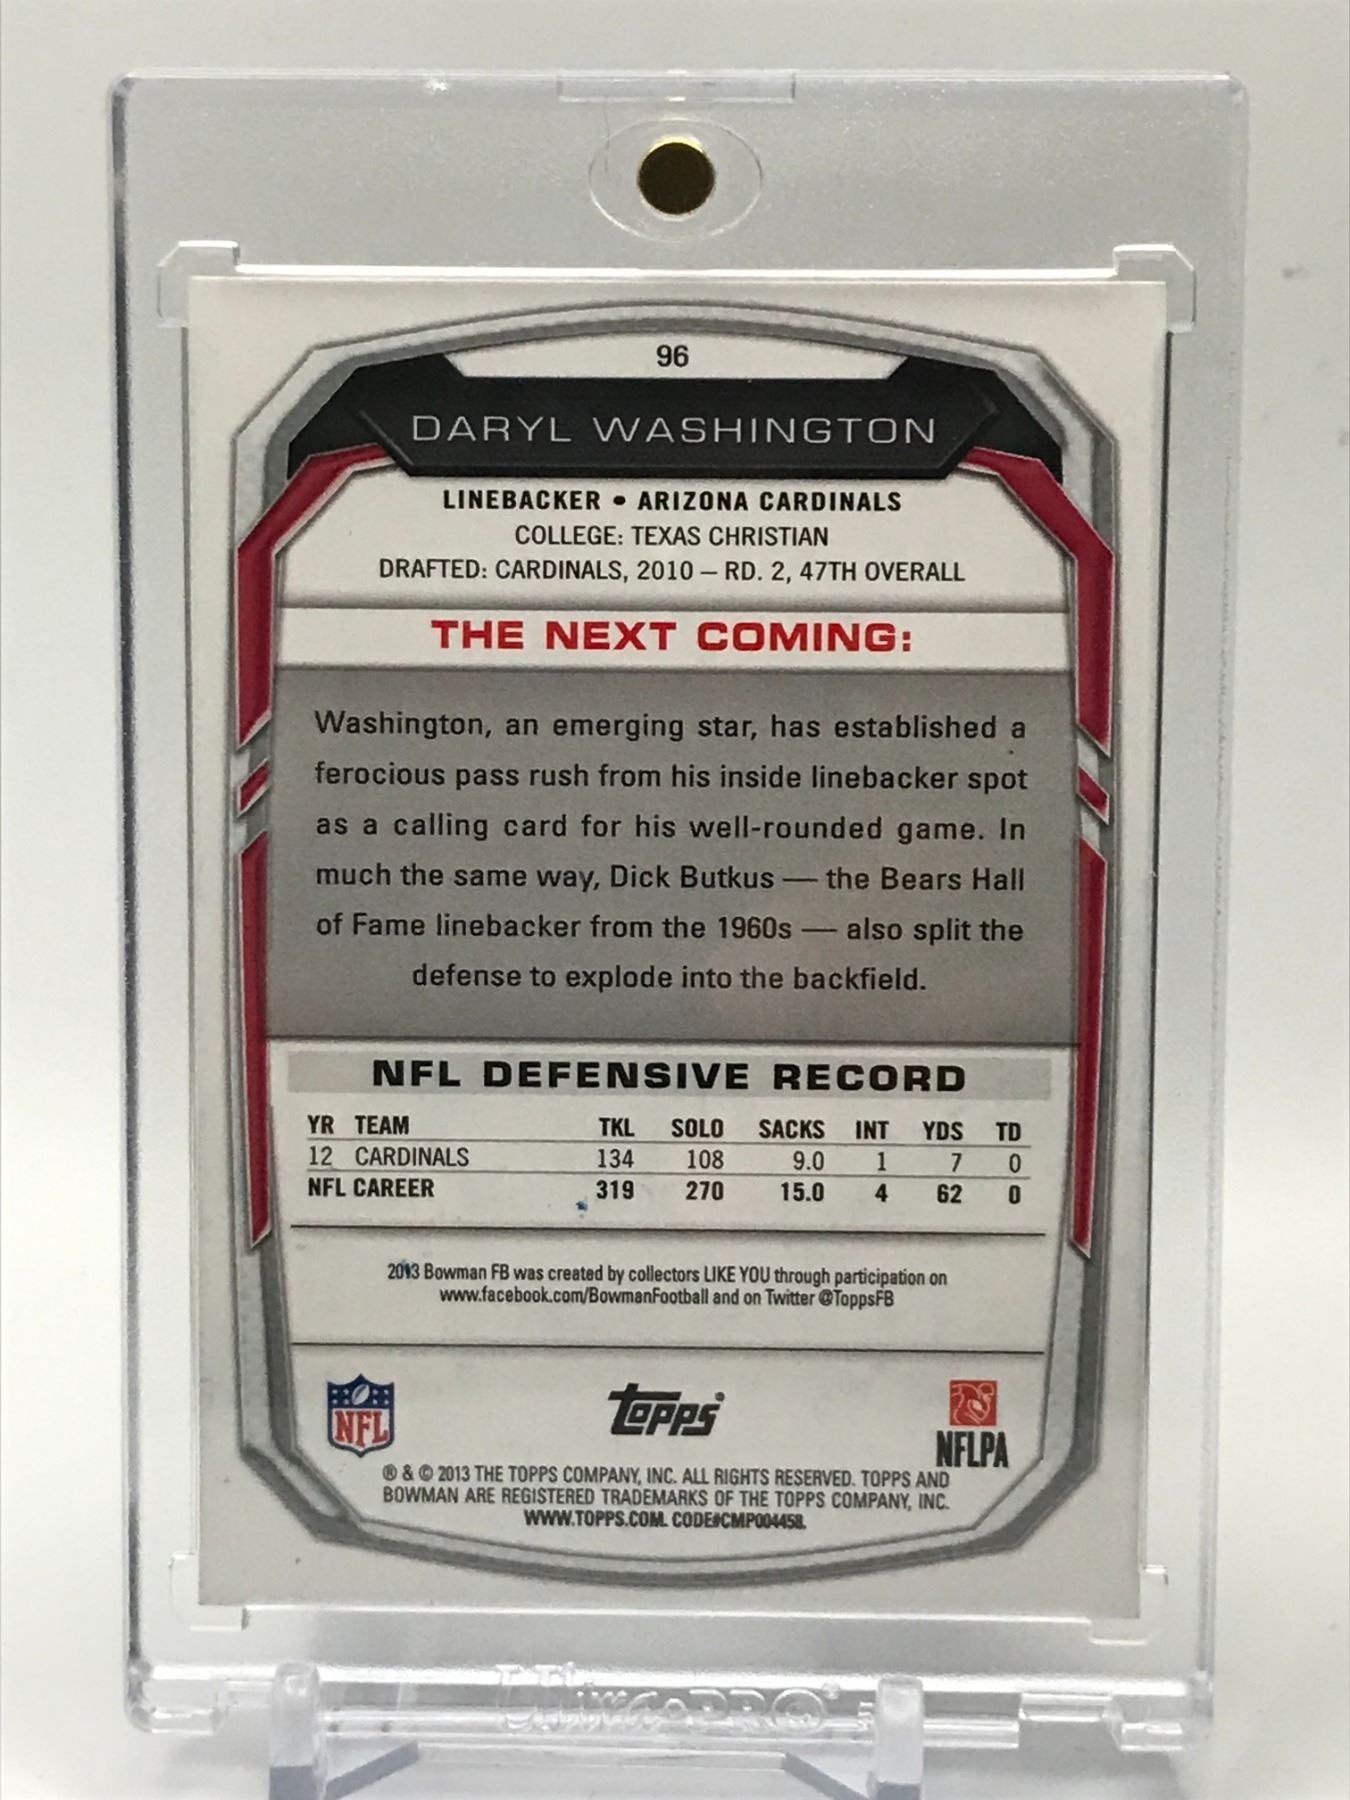 96
DARYL WASHINGTON
LINEBACKER • ARIZONA CARDINALS
COLLEGE: TEXAS CHRISTIAN
DRAFTED: CARDINALS, 2010 – RD. 2, 47TH OVERALL
THE NEXT COMING:
Washington, an emerging star, has established a
ferocious pass rush from his inside linebacker spot
as a calling card for his well-rounded game. In
much the same way, Dick Butkus — the Bears Hall
of Fame linebacker from the 1960s — also split the
defense to explode into the backfield.
NFL DEFENSIVE RECORD
YR TEAM TKL SOLO SACKS INT YDS TD
12 CARDINALS 134 108 9.0 1 7 0
NFL CAREER 319 270 15.0 4 62 0
2013 Bowman FB was created by collectors LIKE YOU through participation on
www.facebook.com/BowmanFootball and on Twitter @ToppsFB
NFL
Topps®
NFLPA
® & © 2013 THE TOPPS COMPANY, INC. ALL RIGHTS RESERVED. TOPPS AND
BOWMAN ARE REGISTERED TRADEMARKS OF THE TOPPS COMPANY, INC.
WWW.TOPPS.COM. CODE#CMP004458.
Ultra•PRO®